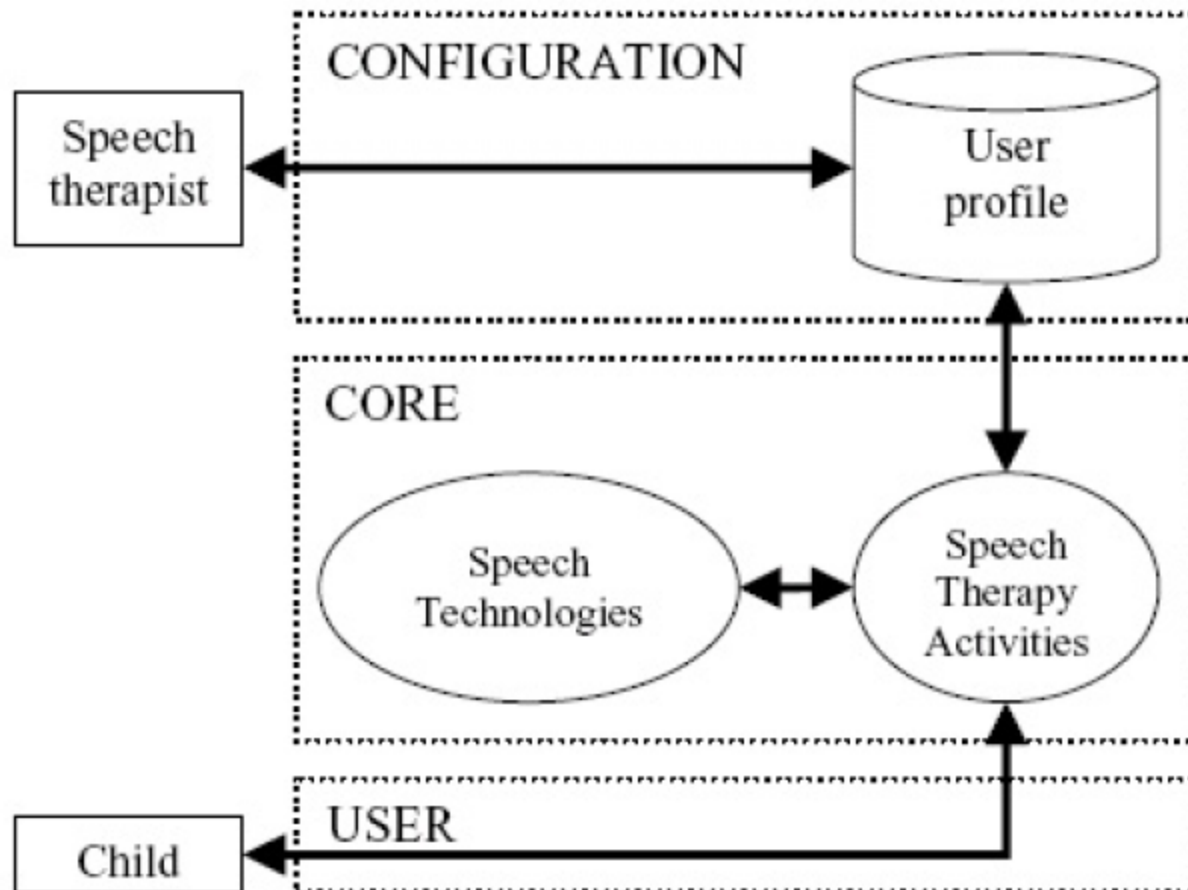 CONFIGURATION
Speech
therapist
User
profile
CORE
Speech
Technologies
Speech
Therapy
Activities
USER
Child